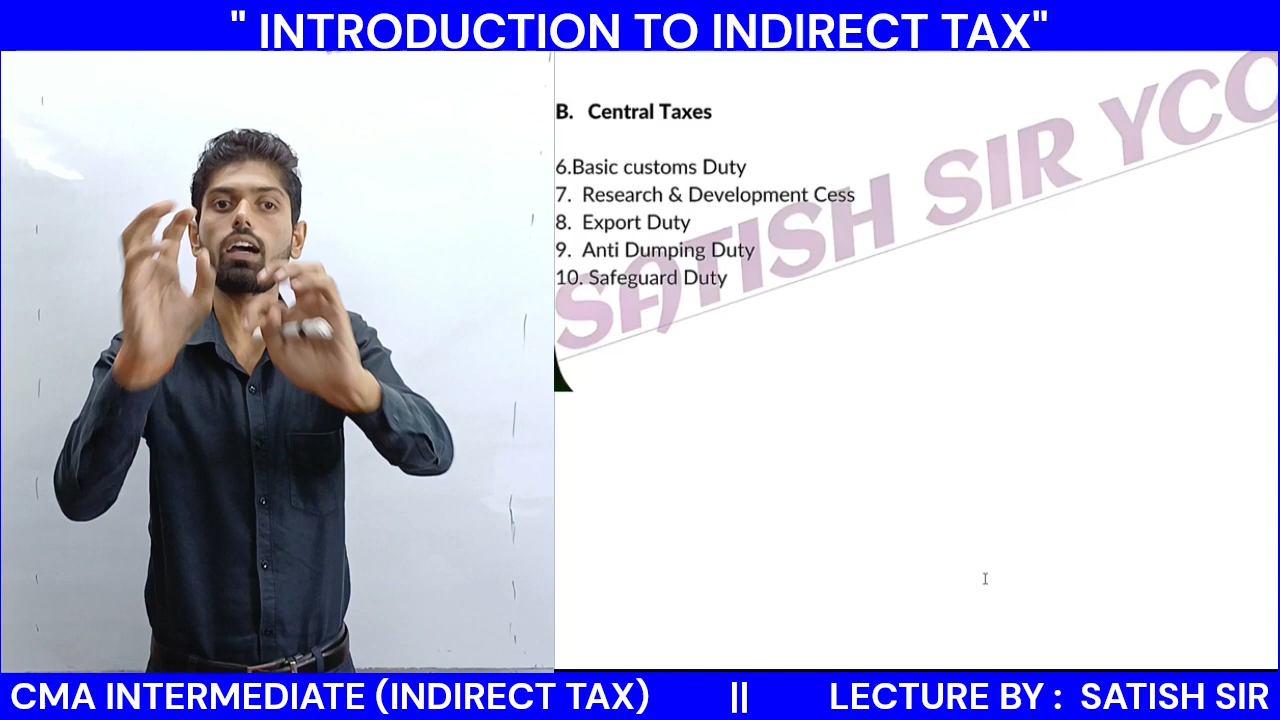 " INTRODUCTION TO INDIRECT TAX"
B. Central Taxes
6.Basic customs Duty
7. Research & Development Cess
8. Export Duty
9. Anti Dumping Duty
10. Safeguard Duty
SATISH SIR YCC
CMA INTERMEDIATE (INDIRECT TAX) || LECTURE BY : SATISH SIR